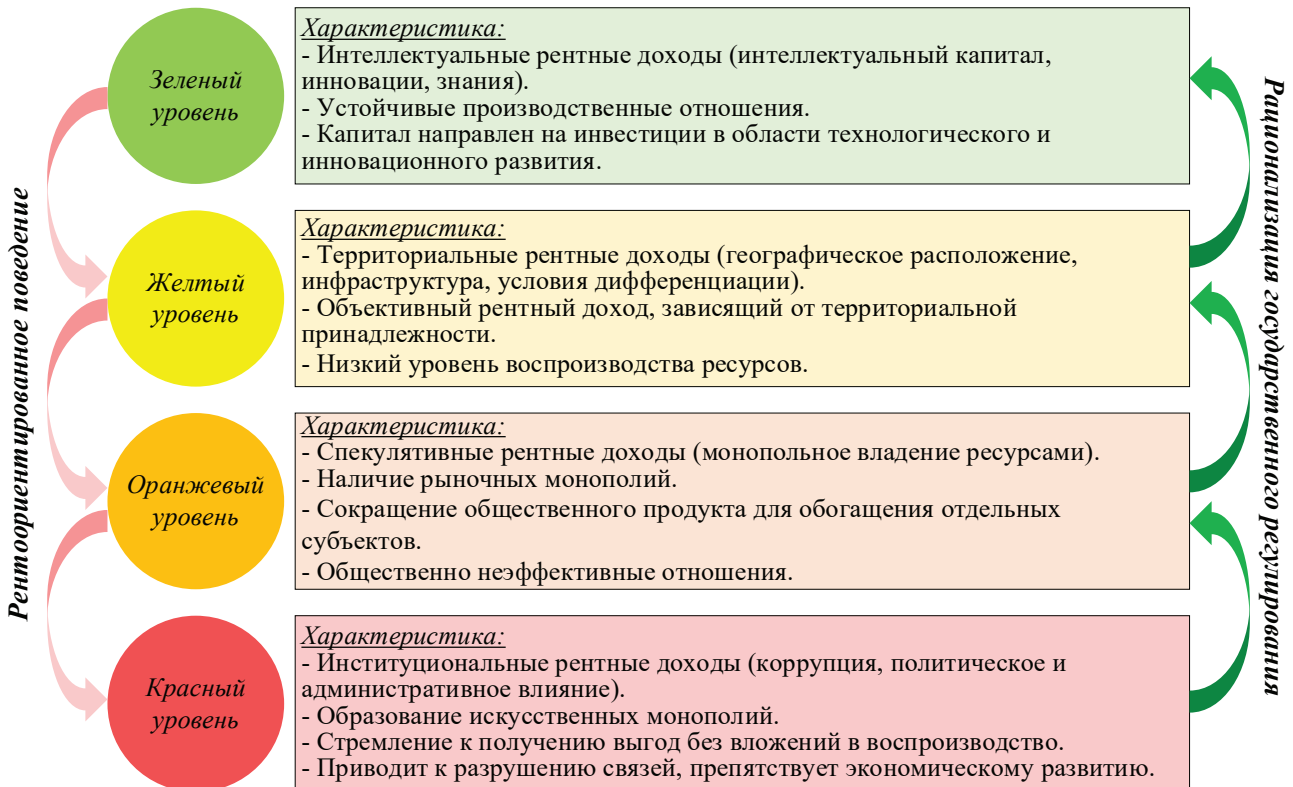 Рентоориентированное поведение
Зеленый
уровень
Характеристика:
- Интеллектуальные рентные доходы (интеллектуальный капитал,
инновации, знания).
- Устойчивые производственные отношения.
- Капитал направлен на инвестиции в области технологического и
инновационного развития.
Желтый
уровень
Характеристика:
- Территориальные рентные доходы (географическое расположение,
инфраструктура, условия дифференциации).
- Объективный рентный доход, зависящий от территориальной
принадлежности.
- Низкий уровень воспроизводства ресурсов.
Оранжевый
уровень
Характеристика:
- Спекулятивные рентные доходы (монопольное владение ресурсами).
- Наличие рыночных монополий.
- Сокращение общественного продукта для обогащения отдельных
субъектов.
- Общественно неэффективные отношения.
Красный
уровень
Характеристика:
- Институциональные рентные доходы (коррупция, политическое и
административное влияние).
- Образование искусственных монополий.
- Стремление к получению выгод без вложений в воспроизводство.
- Приводит к разрушению связей, препятствует экономическому развитию.
Рационализация государственного регулирования